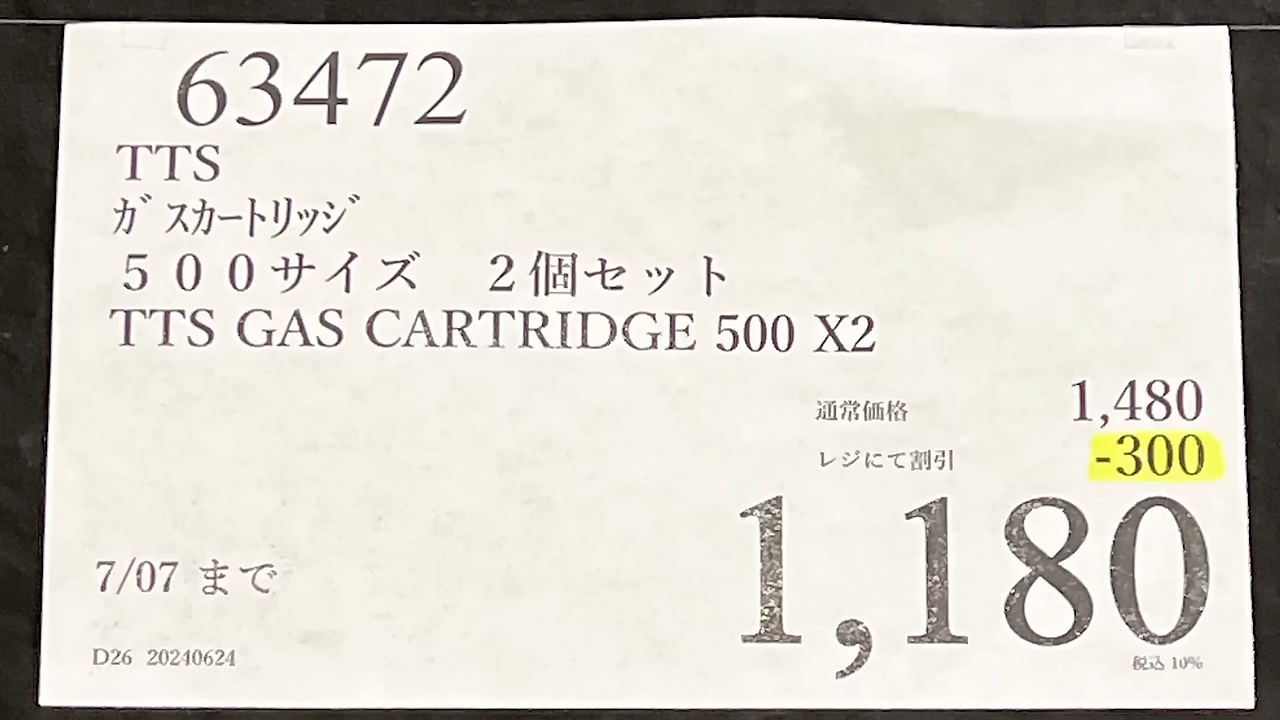 63472
TTS
ガスカートリッジ
５００サイズ　２個セット
TTS GAS CARTRIDGE 500 X2
通常価格 1,480
レジにて割引 -300
1,180
7/07 まで
税込 10%
D26 20240624